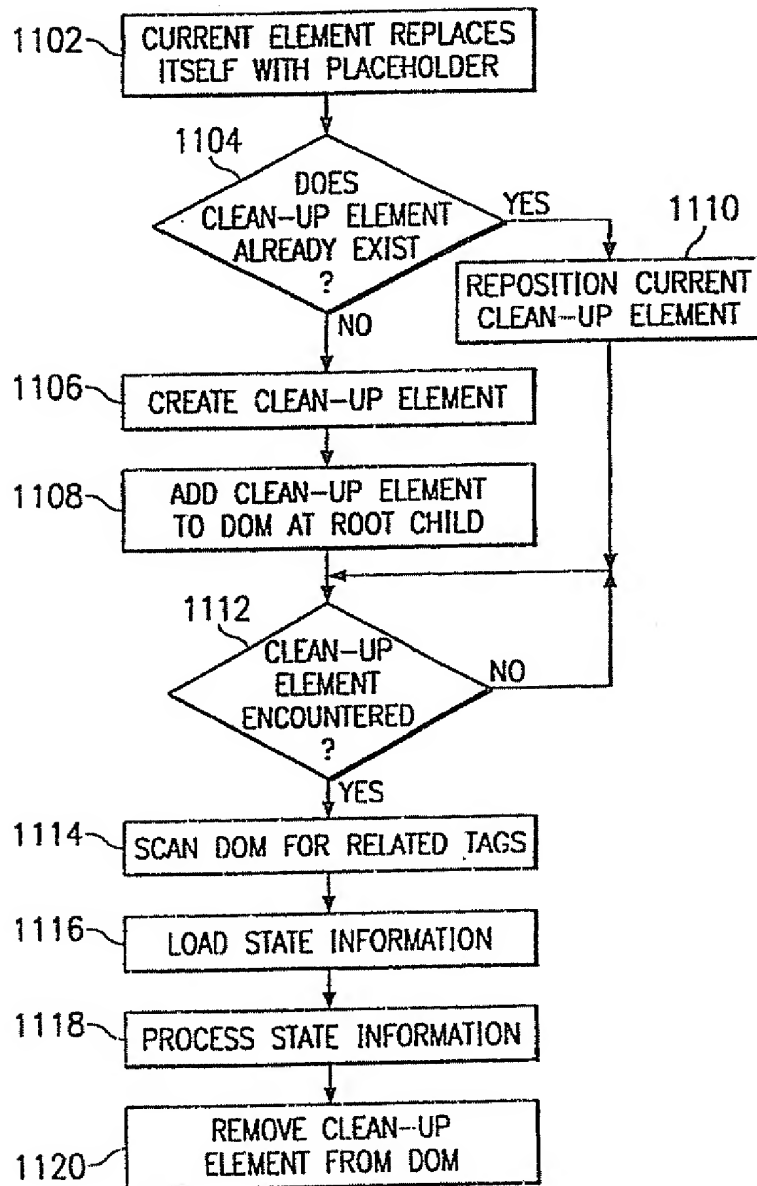 1102
CURRENT ELEMENT REPLACES
ITSELF WITH PLACEHOLDER
1104
DOES
CLEAN-UP ELEMENT
ALREADY EXIST
?
YES
NO
1110
REPOSITION CURRENT
CLEAN-UP ELEMENT
1106
CREATE CLEAN-UP ELEMENT
1108
ADD CLEAN-UP ELEMENT
TO DOM AT ROOT CHILD
1112
CLEAN-UP
ELEMENT
ENCOUNTERED
?
NO
YES
1114
SCAN DOM FOR RELATED TAGS
1116
LOAD STATE INFORMATION
1118
PROCESS STATE INFORMATION
1120
REMOVE CLEAN-UP
ELEMENT FROM DOM